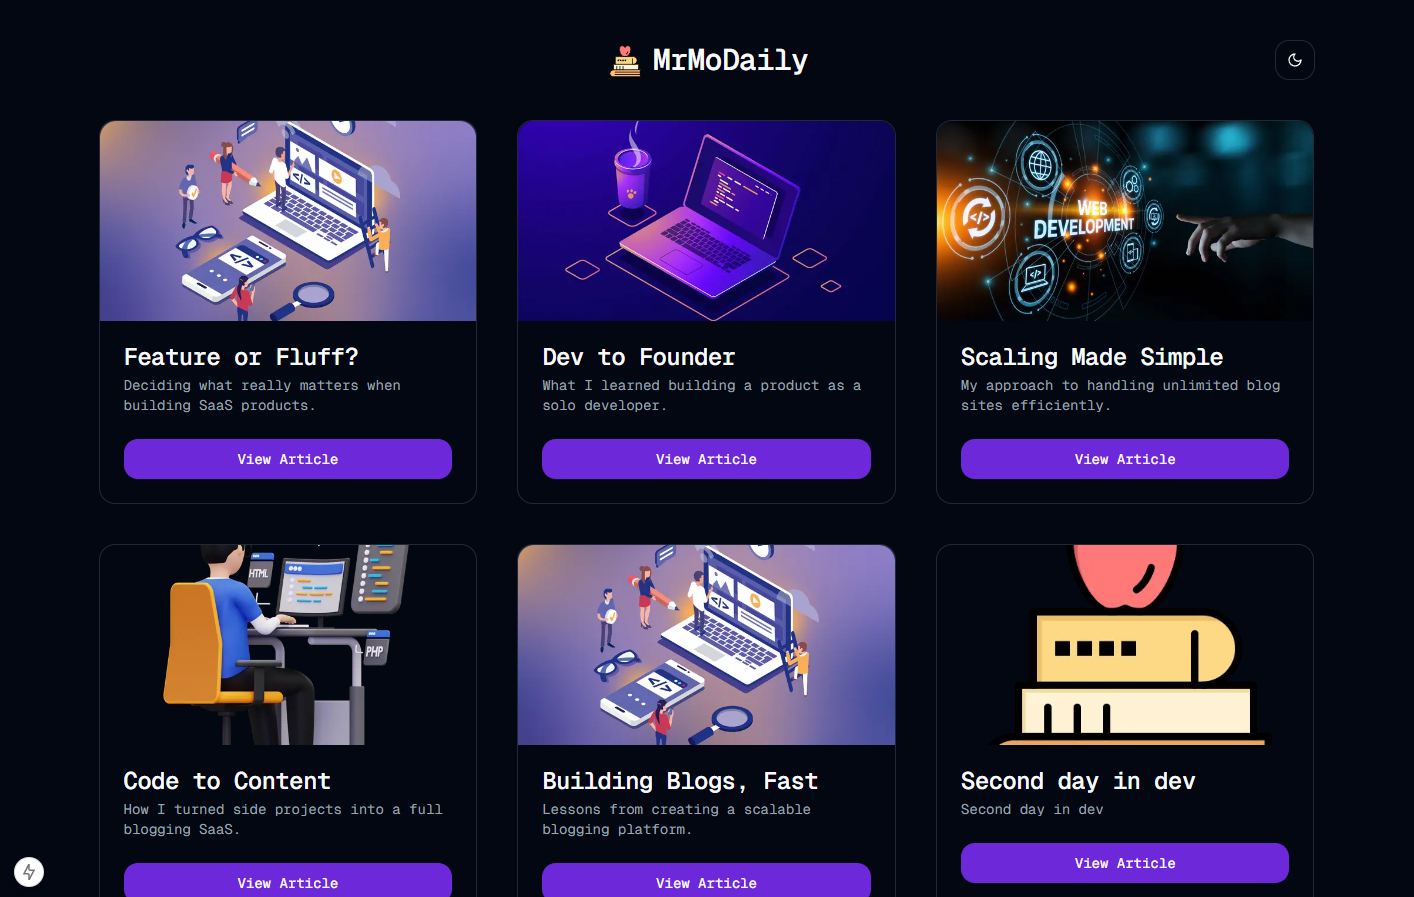 MrMoDaily
</>
WEB
DEVELOPMENT
</>
</>
</>
</>
Feature or Fluff?
Deciding what really matters when
building SaaS products.
View Article
Dev to Founder
What I learned building a product as a
solo developer.
View Article
Scaling Made Simple
My approach to handling unlimited blog
sites efficiently.
View Article
HTML
PHP
</>
</>
Code to Content
How I turned side projects into a full
blogging SaaS.
View Article
Building Blogs, Fast
Lessons from creating a scalable
blogging platform.
View Article
Second day in dev
Second day in dev
View Article